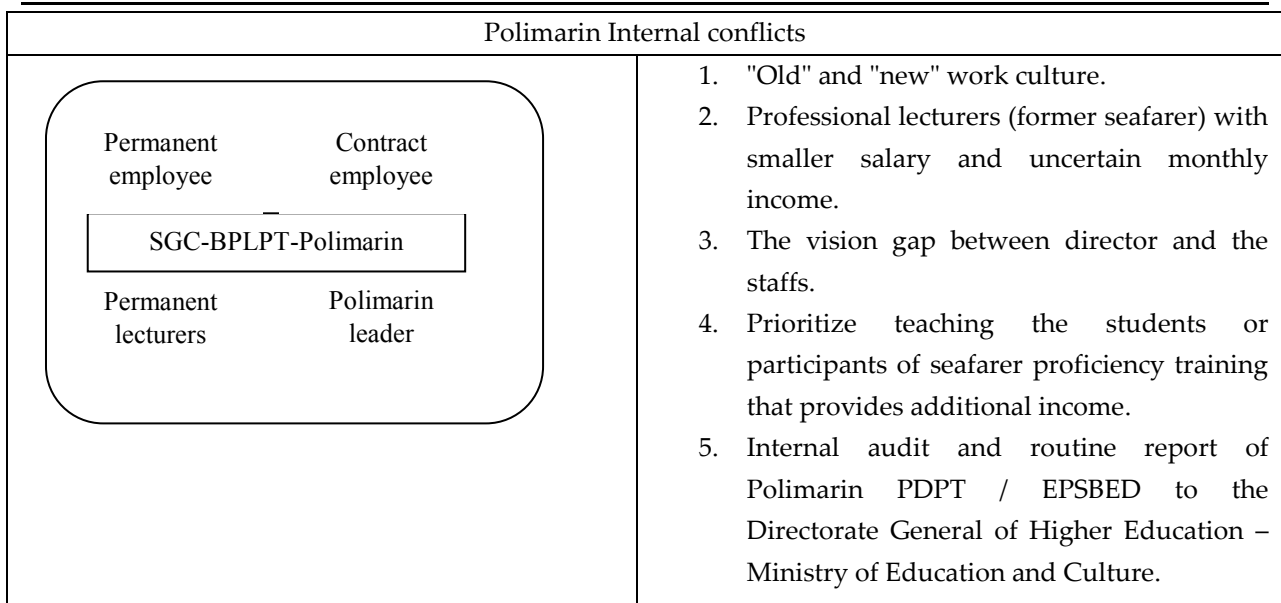 Polimarin Internal conflicts
Permanent
employee
Contract
employee
SGC-BPLPT-Polimarin
Permanent
lecturers
Polimarin
leader
1. "Old" and "new" work culture.
2. Professional lecturers (former seafarer) with
smaller salary and uncertain monthly
income.
3. The vision gap between director and the
staffs.
4. Prioritize teaching the students or
participants of seafarer proficiency training
that provides additional income.
5. Internal audit and routine report of
Polimarin PDPT / EPSBED to the
Directorate General of Higher Education –
Ministry of Education and Culture.